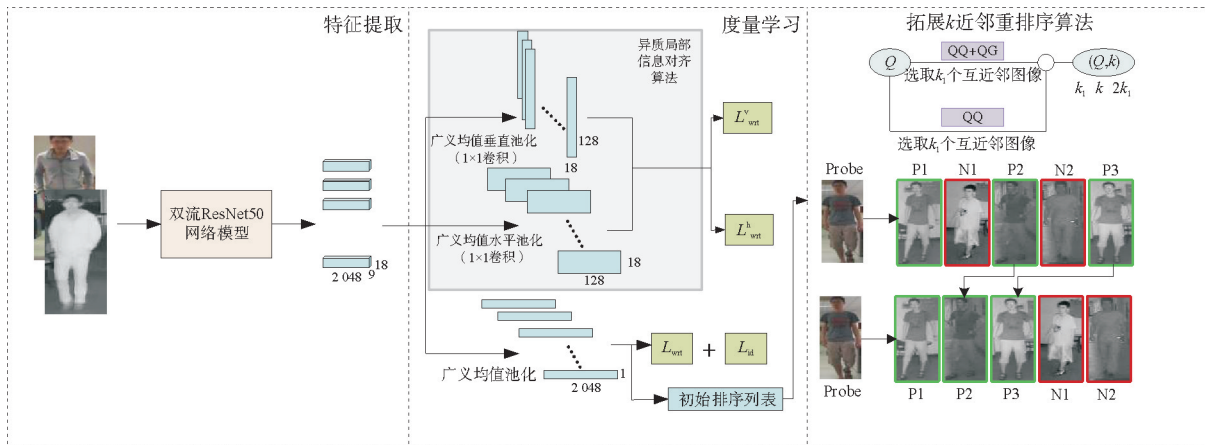 特征提取
双流ResNet50
网络模型
2 048
9
18
度量学习
异质局部
信息对齐
算法
广义均值垂直池化
(1×1卷积)
128
18
广义均值水平池化
(1×1卷积)
18
128
广义均值池化
2 048
1
L^v_wrt
L^h_wrt
L_wrt + L_id
初始排序列表
拓展k近邻重排序算法
Q
QQ+QG
选取k₁个互近邻图像
(Q,k)
k₁ k 2k₁
QQ
选取k₁个互近邻图像
Probe P1 N1 P2 N2 P3
Probe P1 P2 P3 N1 N2